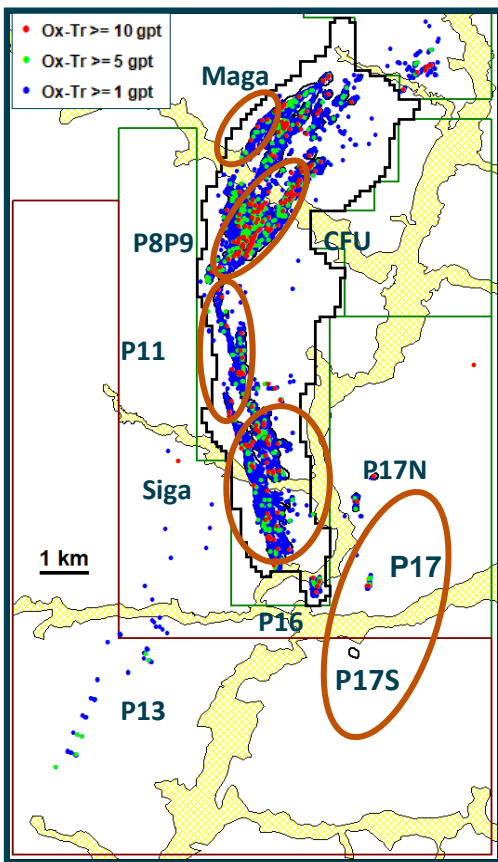 Ox-Tr >= 10 gpt
Ox-Tr >= 5 gpt
Ox-Tr >= 1 gpt
Maga
P8P9
CFU
P11
P17N
Siga
P17
1 km
P16
P17S
P13